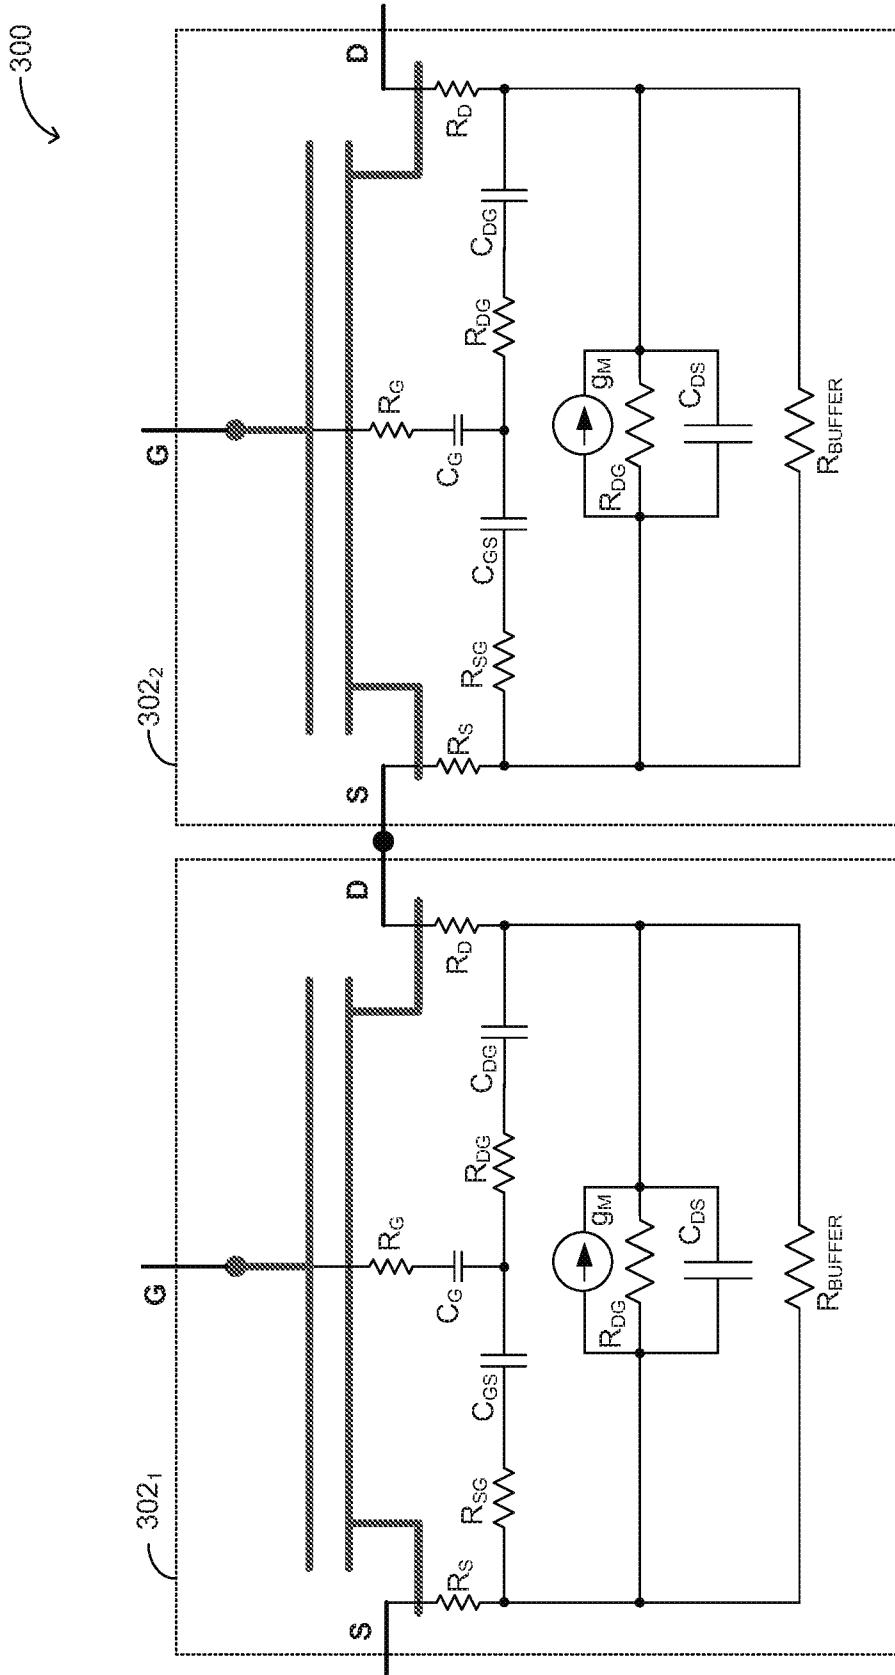 300
302₁
S
G
D
R_S
R_SG
C_GS
C_G
R_G
R_DG
C_DG
R_D
g_M
R_DG
C_DS
R_BUFFER
302₂
S
G
D
R_S
R_SG
C_GS
C_G
R_G
R_DG
C_DG
R_D
g_M
R_DG
C_DS
R_BUFFER